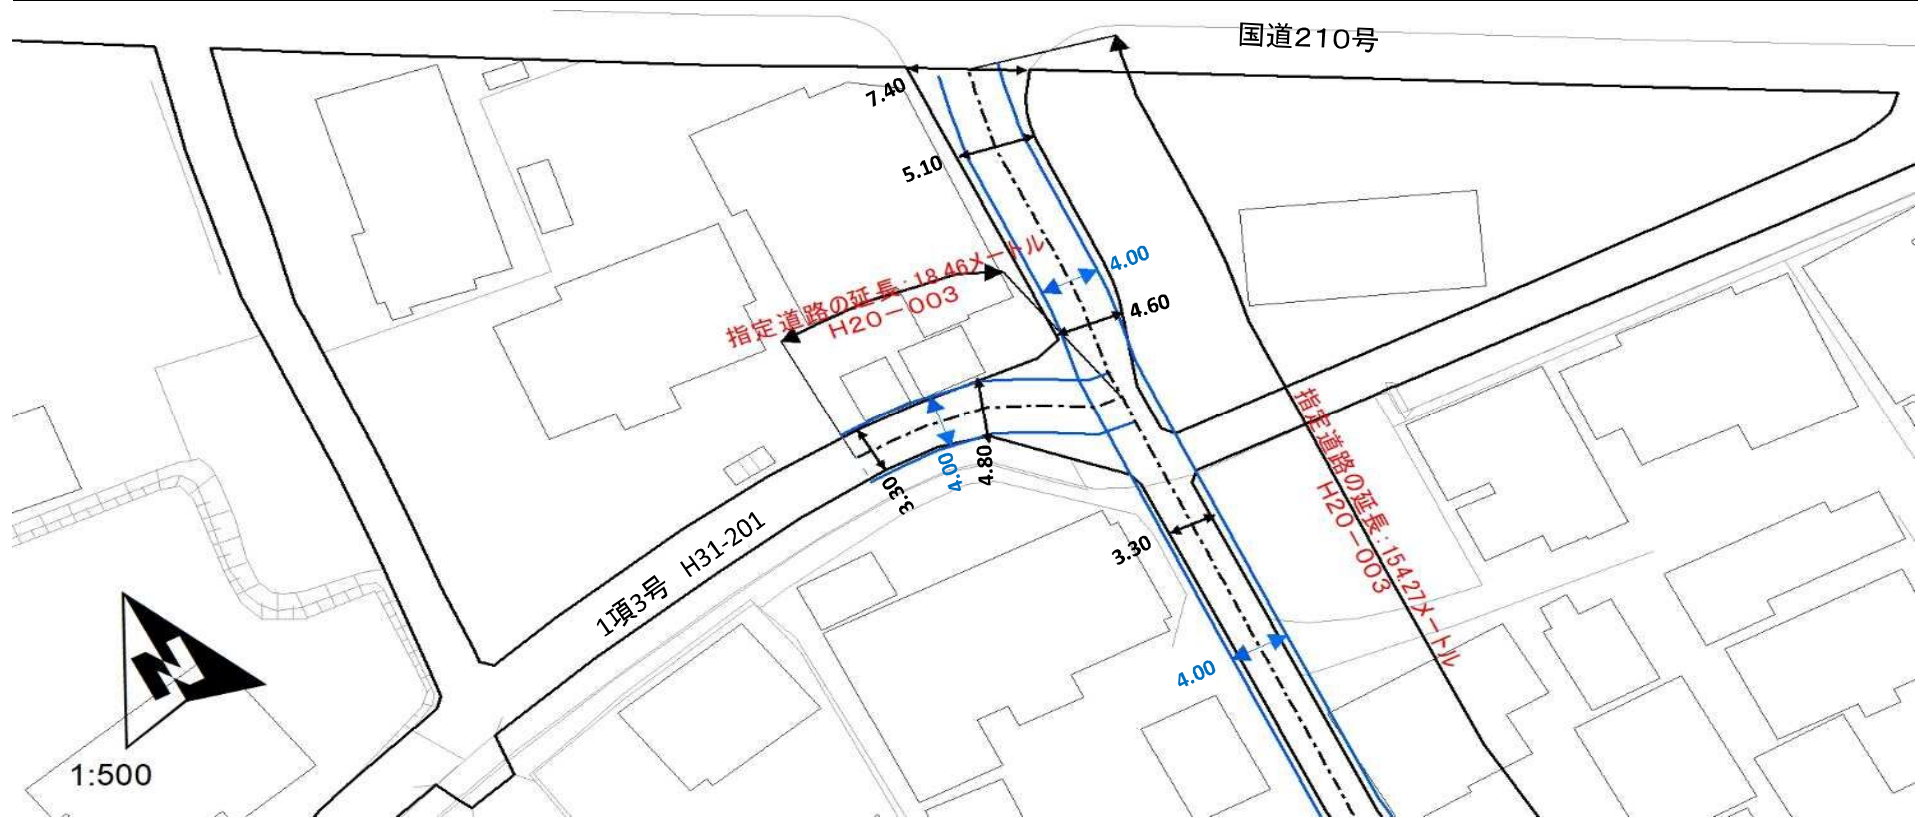 国道210号
7.40
5.10
4.00
指定道路の延長：18.46メートル
H20－003
4.60
指定道路の延長：154.27メートル
H20－003
4.00
4.80
3.30
1項3号 H31-201
3.30
4.00
N
1:500